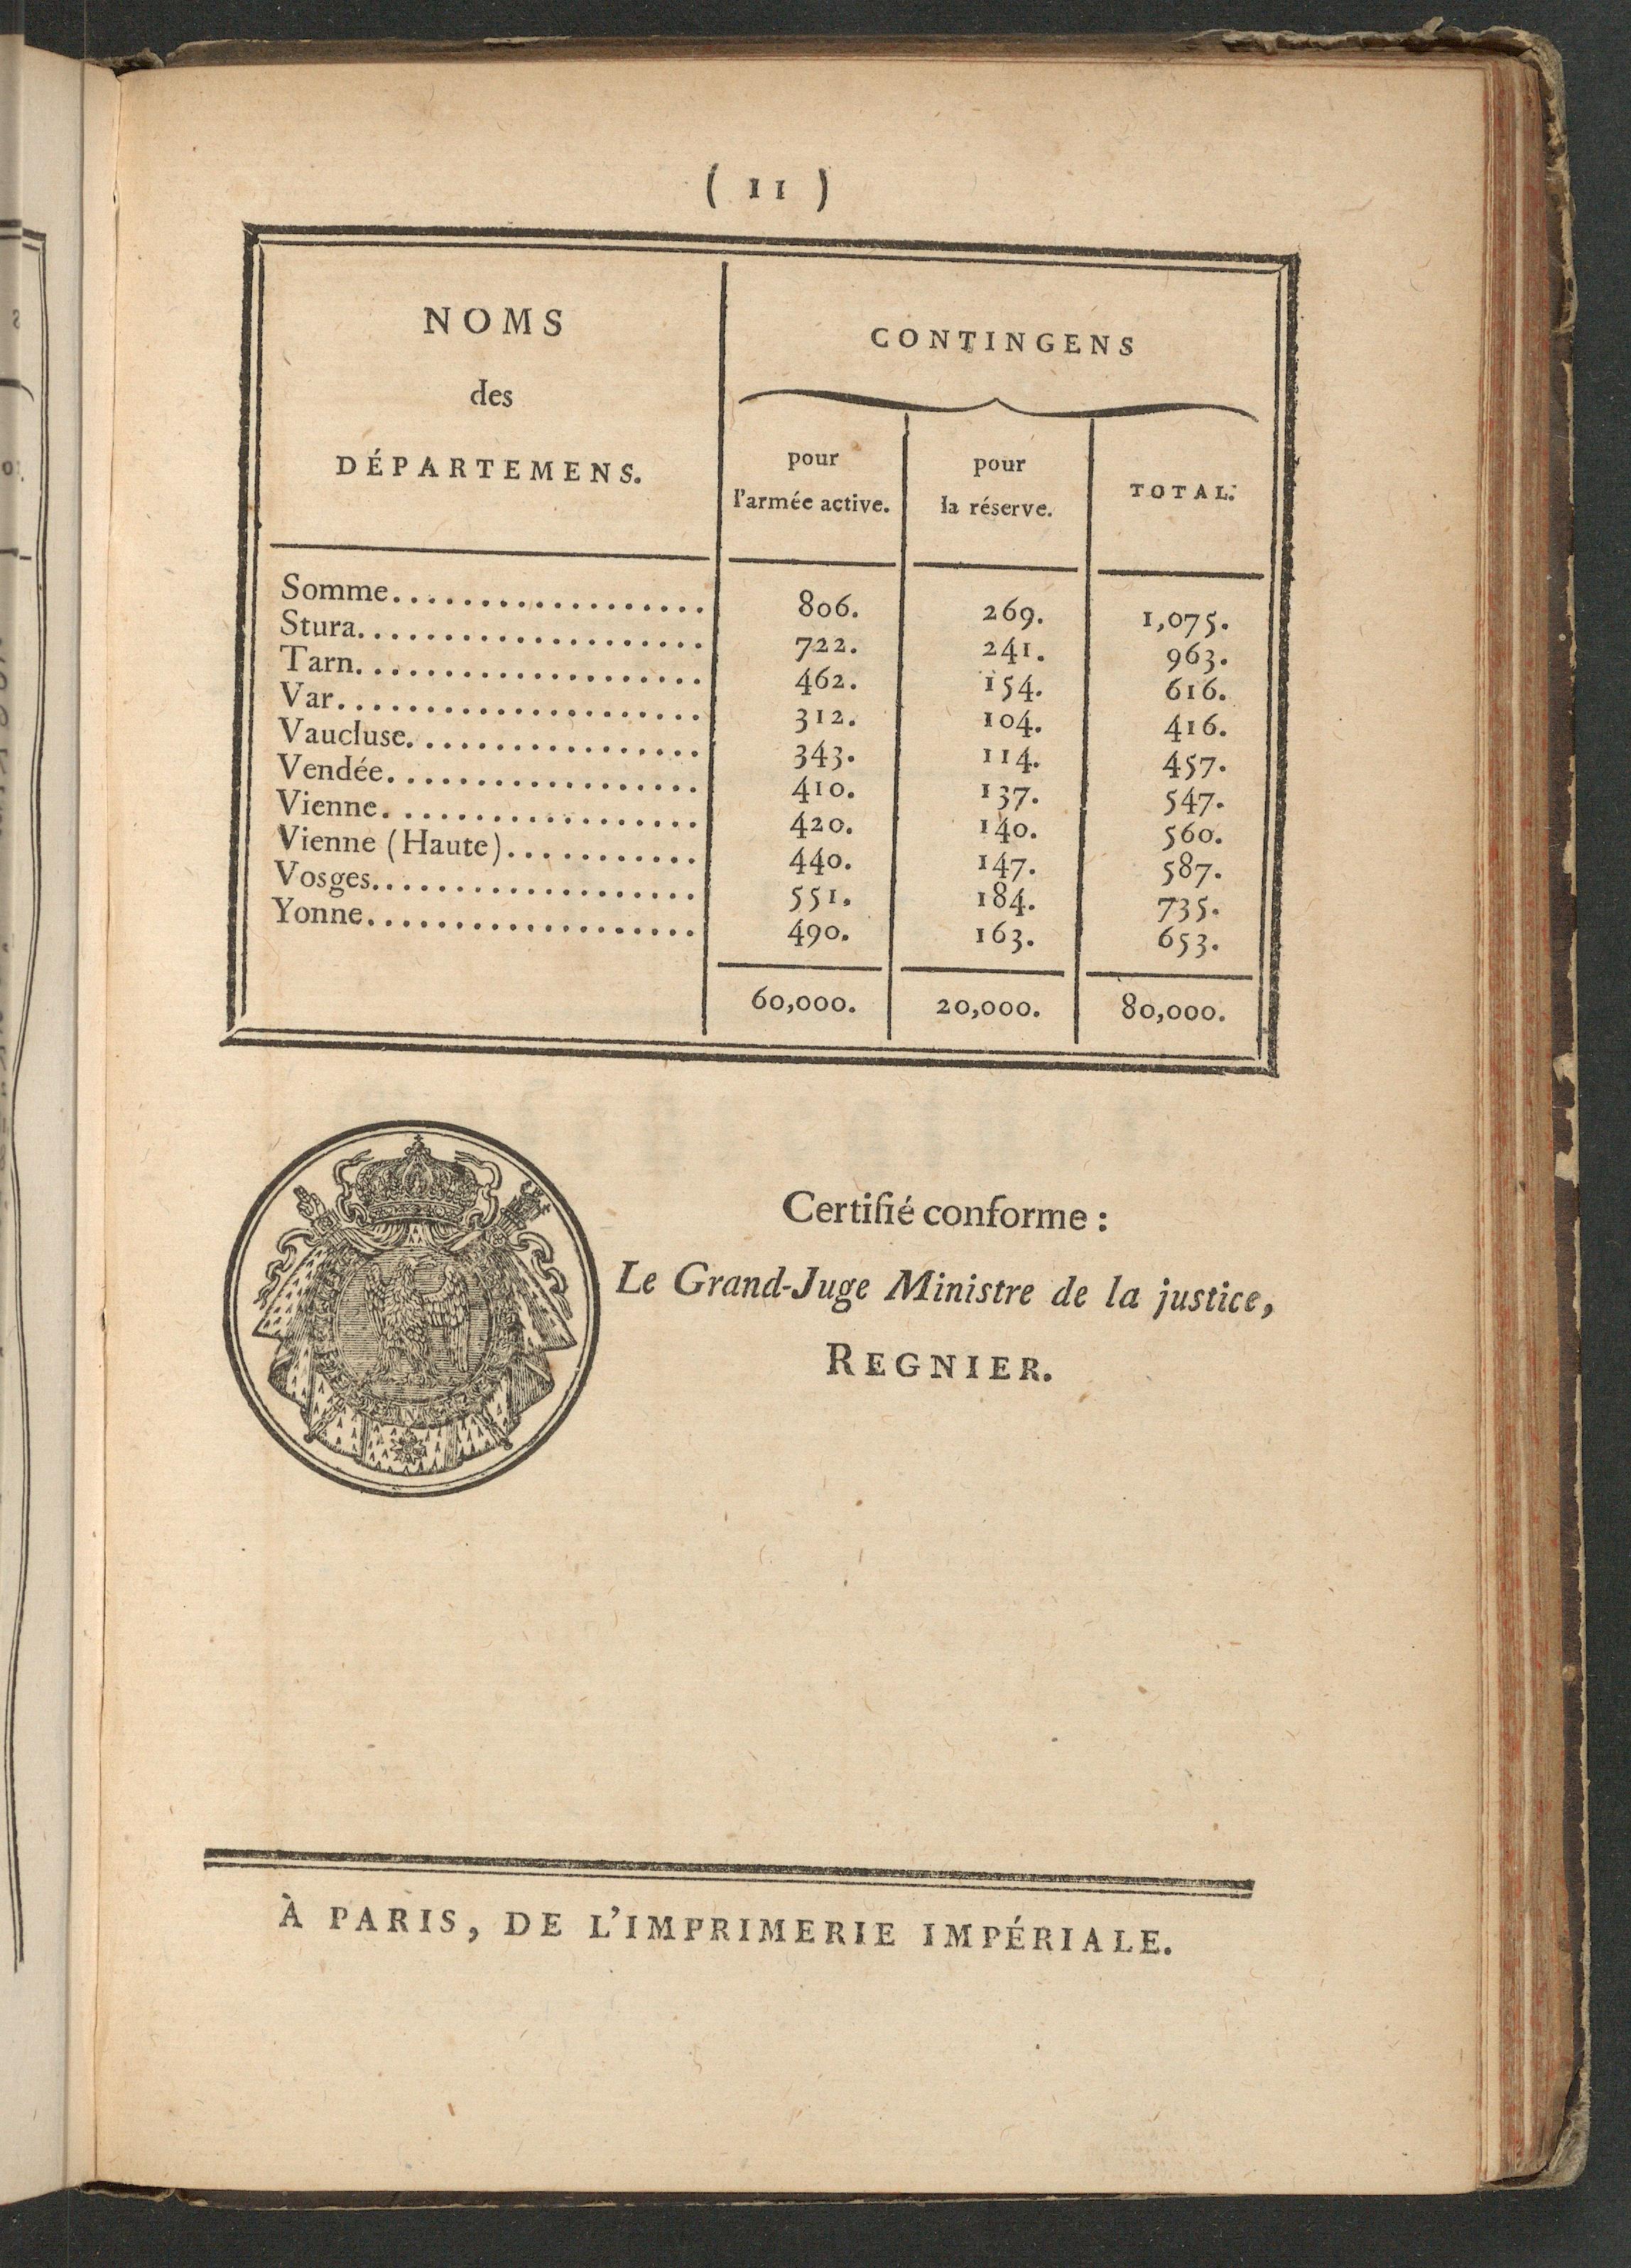 ( 11 )
NOMS
des
DÉPARTEMENS.
CONTINGENS
pour
l'armée active.
pour
la réserve.
TOTAL.
Somme.................. 806. 269. 1,075.
Stura.................... 722. 241. 963.
Tarn.................... 462. 154. 616.
Var..................... 312. 104. 416.
Vaucluse................. 343. 114. 457.
Vendée.................. 410. 137. 547.
Vienne.................. 420. 140. 560.
Vienne (Haute)........... 440. 147. 587.
Vosges................... 551. 184. 735.
Yonne................... 490. 163. 653.
60,000. 20,000. 80,000.
Certifié conforme :
Le Grand-Juge Ministre de la justice,
REGNIER.
À PARIS, DE L'IMPRIMERIE IMPÉRIALE.